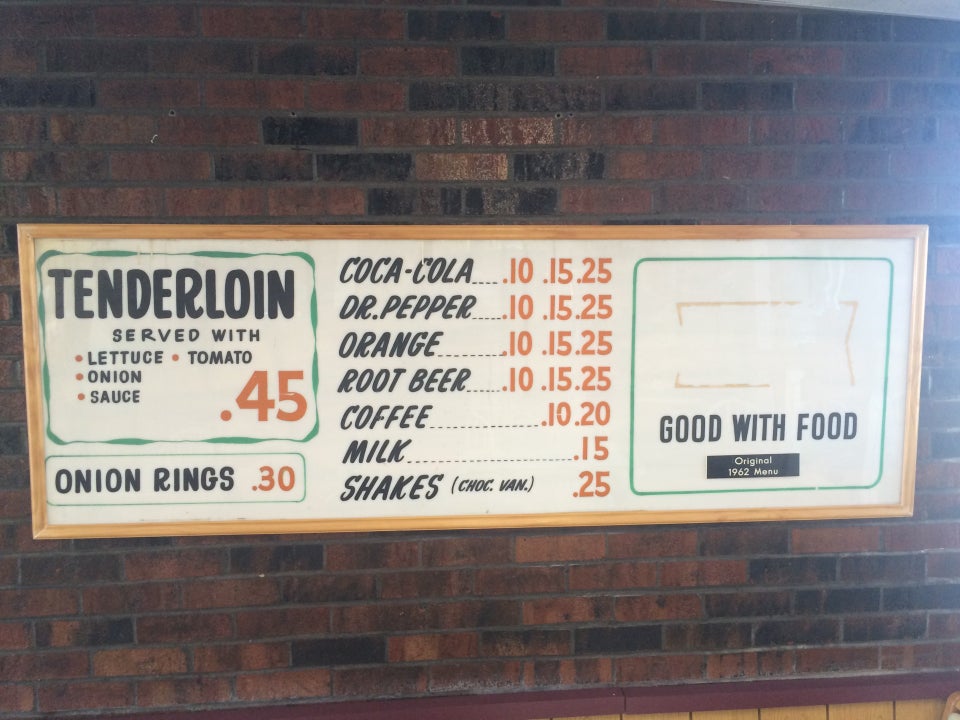 TENDERLOIN
SERVED WITH
• LETTUCE • TOMATO
• ONION
• SAUCE
.45
ONION RINGS .30
COCA-COLA....10 .15.25
DR. PEPPER......10 .15.25
ORANGE..............10 .15.25
ROOT BEER......10 .15.25
COFFEE......................10.20
MILK.............................15
SHAKES (CHOC. VAN.) .25
GOOD WITH FOOD
Original
1962 Menu